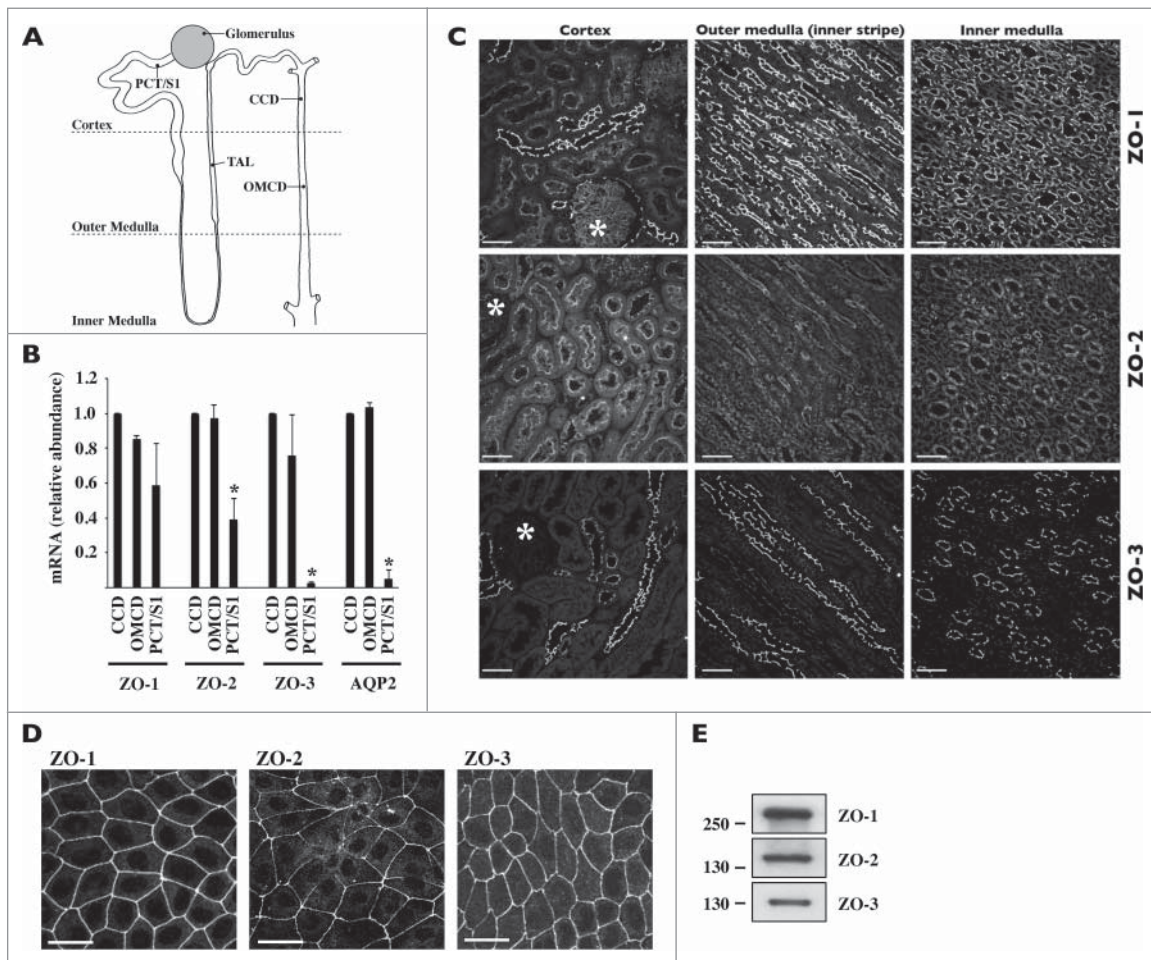 A
Glomerulus
PCT/S1
CCD
Cortex
TAL
OMCD
Outer Medulla
Inner Medulla
B
mRNA (relative abundance)
1.2
1.0
0.8
0.6
0.4
0.2
*
*
*
CCD
OMCD
PCT/S1
CCD
OMCD
PCT/S1
CCD
OMCD
PCT/S1
CCD
OMCD
PCT/S1
ZO-1
ZO-2
ZO-3
AQP2
C
Cortex
Outer medulla (inner stripe)
Inner medulla
*
ZO-1
*
ZO-2
*
ZO-3
D
ZO-1
ZO-2
ZO-3
E
250
ZO-1
130
ZO-2
130
ZO-3